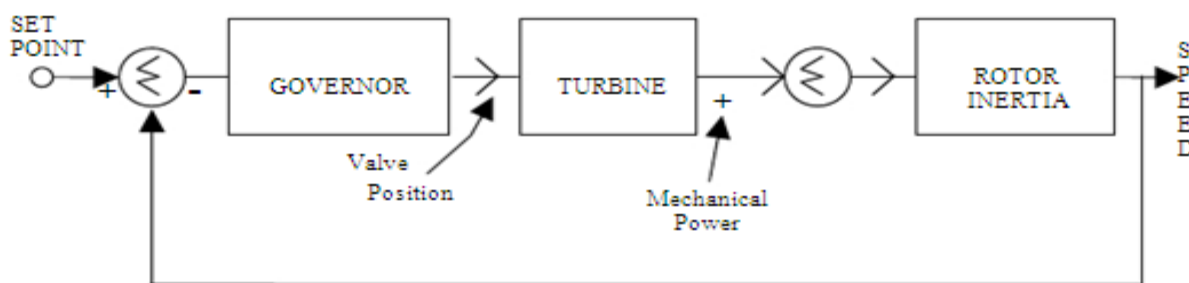 SET
POINT
+
-
GOVERNOR
Valve
Position
TURBINE
+
Mechanical
Power
ROTOR
INERTIA
S
P
E
E
D